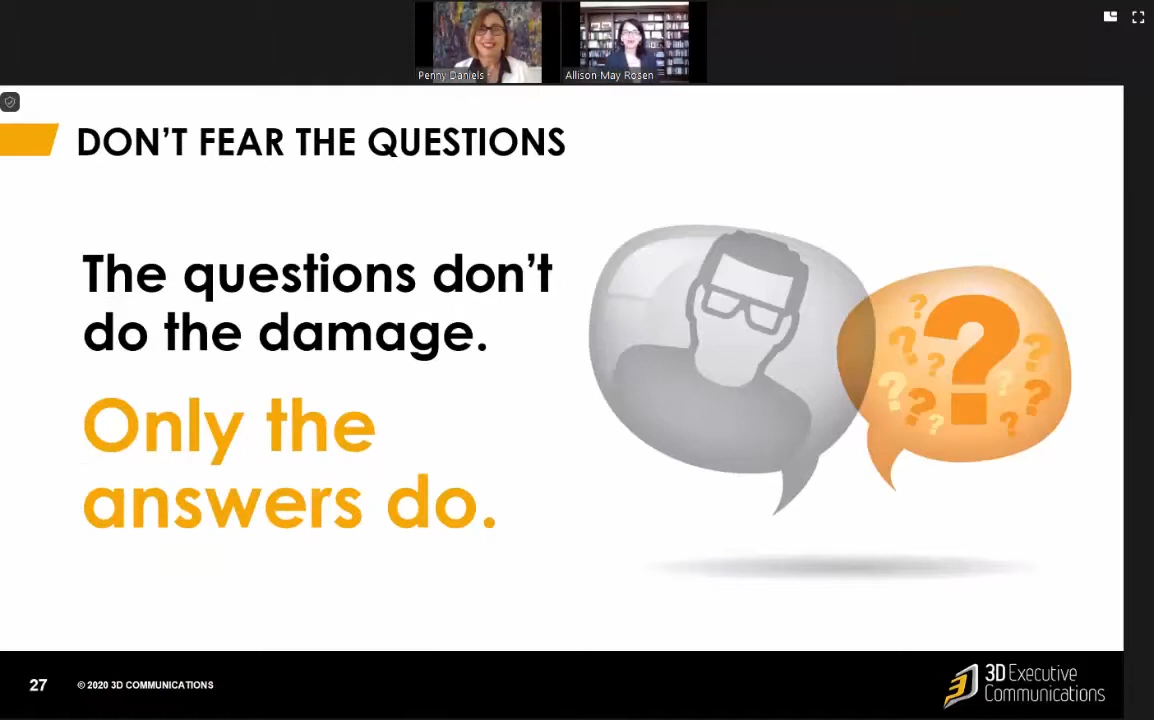 Penny Daniels
Allison May Rosen
DON'T FEAR THE QUESTIONS
The questions don't
do the damage.
Only the
answers do.
?
? ? ? ? ? ? ? ? ?
27
© 2020 3D COMMUNICATIONS
3D Executive
Communications